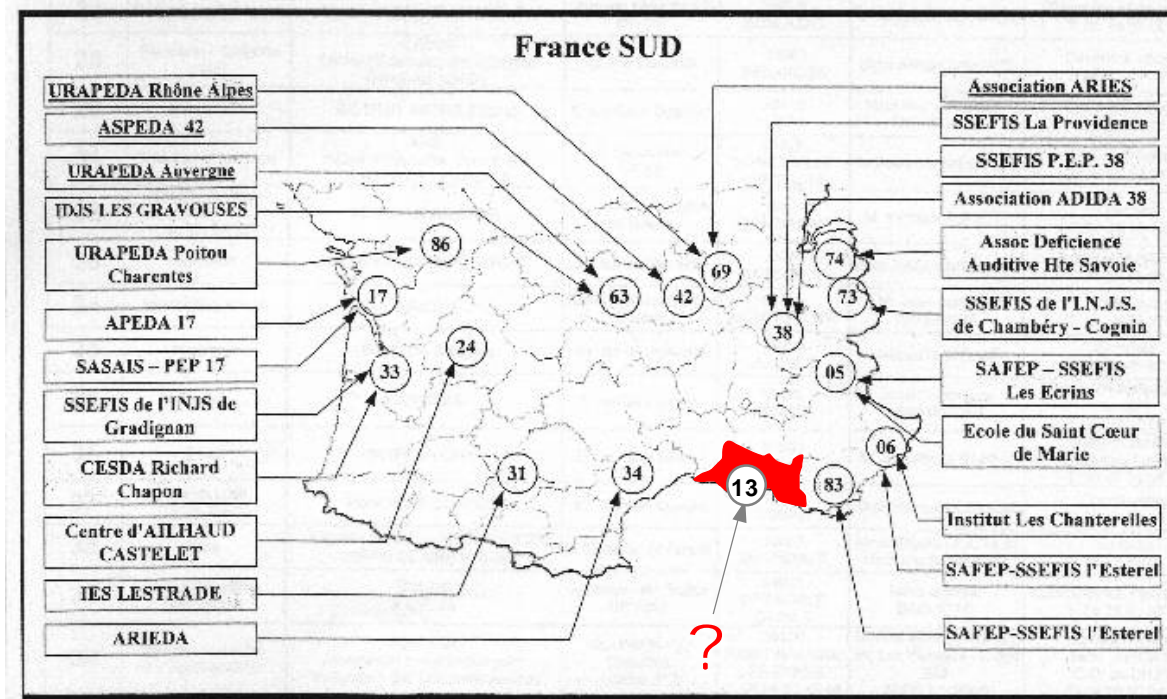 France SUD
URAPEDA Rhône Alpes
ASPEDA 42
URAPEDA Auvergne
IDJS LES GRAVOUSES
URAPEDA Poitou
Charentes
APEDA 17
SASAIS – PEP 17
SSEFIS de l'INJS de
Gradignan
CESDA Richard
Chapon
Centre d'AILHAUD
CASTELET
IES LESTRADE
ARIEDA
86
17
24
33
31
34
63
42
69
38
74
73
05
06
83
13
?
Association ARIES
SSEFIS La Providence
SSEFIS P.E.P. 38
Association ADIDA 38
Assoc Deficience
Auditive Hte Savoie
SSEFIS de l'I.N.J.S.
de Chambéry - Cognin
SAFEP – SSEFIS
Les Ecrins
Ecole du Saint Cœur
de Marie
Institut Les Chanterelles
SAFEP-SSEFIS l'Esterel
SAFEP-SSEFIS l'Esterel